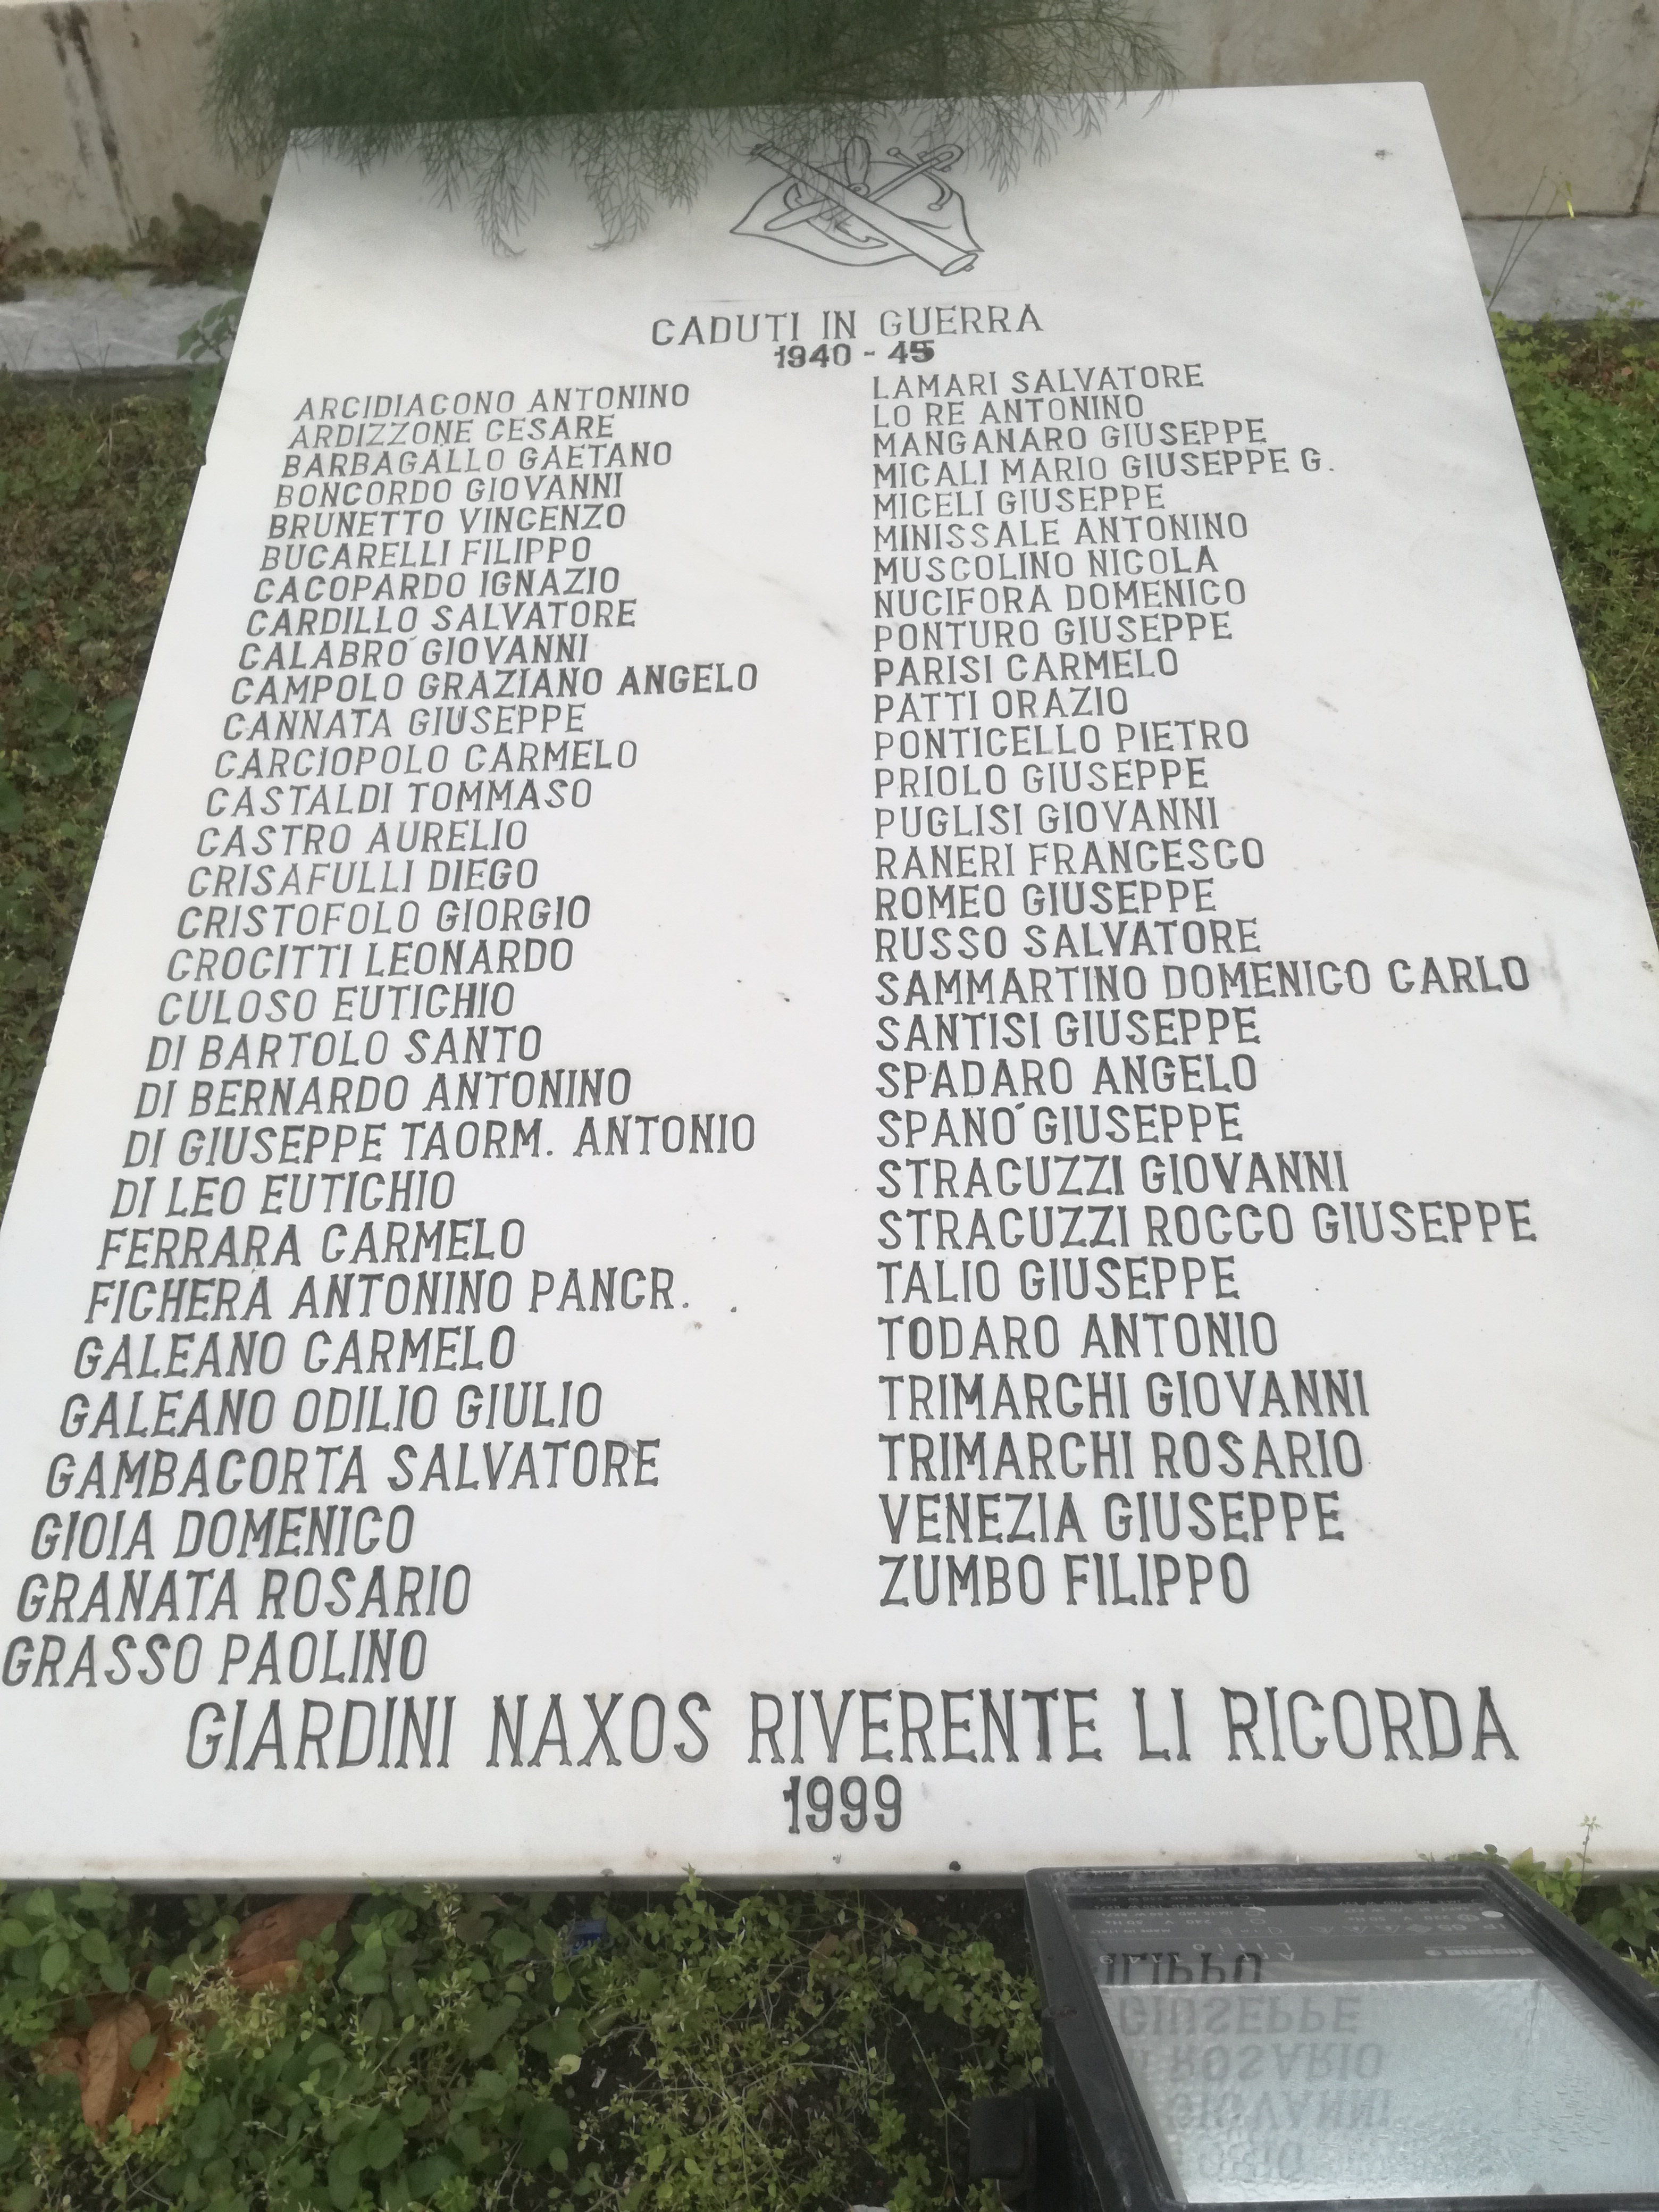 CADUTI IN GUERRA
1940 - 45
ARCIDIACONO ANTONINO
ARDIZZONE CESARE
BARBAGALLO GAETANO
BONCORDO GIOVANNI
BRUNETTO VINCENZO
BUCARELLI FILIPPO
CACOPARDO IGNAZIO
CARDILLO SALVATORE
CALABRO' GIOVANNI
CAMPOLO GRAZIANO ANGELO
CANNATA GIUSEPPE
CARCIOPOLO CARMELO
CASTALDI TOMMASO
CASTRO AURELIO
CRISAFULLI DIEGO
CRISTOFOLO GIORGIO
CROCITTI LEONARDO
CULOSO EUTICHIO
DI BARTOLO SANTO
DI BERNARDO ANTONINO
DI GIUSEPPE TAORM. ANTONIO
DI LEO EUTICHIO
FERRARA CARMELO
FICHERA ANTONINO PANCR.
GALEANO CARMELO
GALEANO ODILIO GIULIO
GAMBACORTA SALVATORE
GIOIA DOMENICO
GRANATA ROSARIO
GRASSO PAOLINO
LAMARI SALVATORE
LO RE ANTONINO
MANGANARO GIUSEPPE
MICALI MARIO GIUSEPPE G.
MICELI GIUSEPPE
MINISSALE ANTONINO
MUSCOLINO NICOLA
NUCIFORA DOMENICO
PONTURO GIUSEPPE
PARISI CARMELO
PATTI ORAZIO
PONTICELLO PIETRO
PRIOLO GIUSEPPE
PUGLISI GIOVANNI
RANERI FRANCESCO
ROMEO GIUSEPPE
RUSSO SALVATORE
SAMMARTINO DOMENICO CARLO
SANTISI GIUSEPPE
SPADARO ANGELO
SPANO' GIUSEPPE
STRACUZZI GIOVANNI
STRACUZZI ROCCO GIUSEPPE
TALIO GIUSEPPE
TODARO ANTONIO
TRIMARCHI GIOVANNI
TRIMARCHI ROSARIO
VENEZIA GIUSEPPE
ZUMBO FILIPPO
GIARDINI NAXOS RIVERENTE LI RICORDA
1999